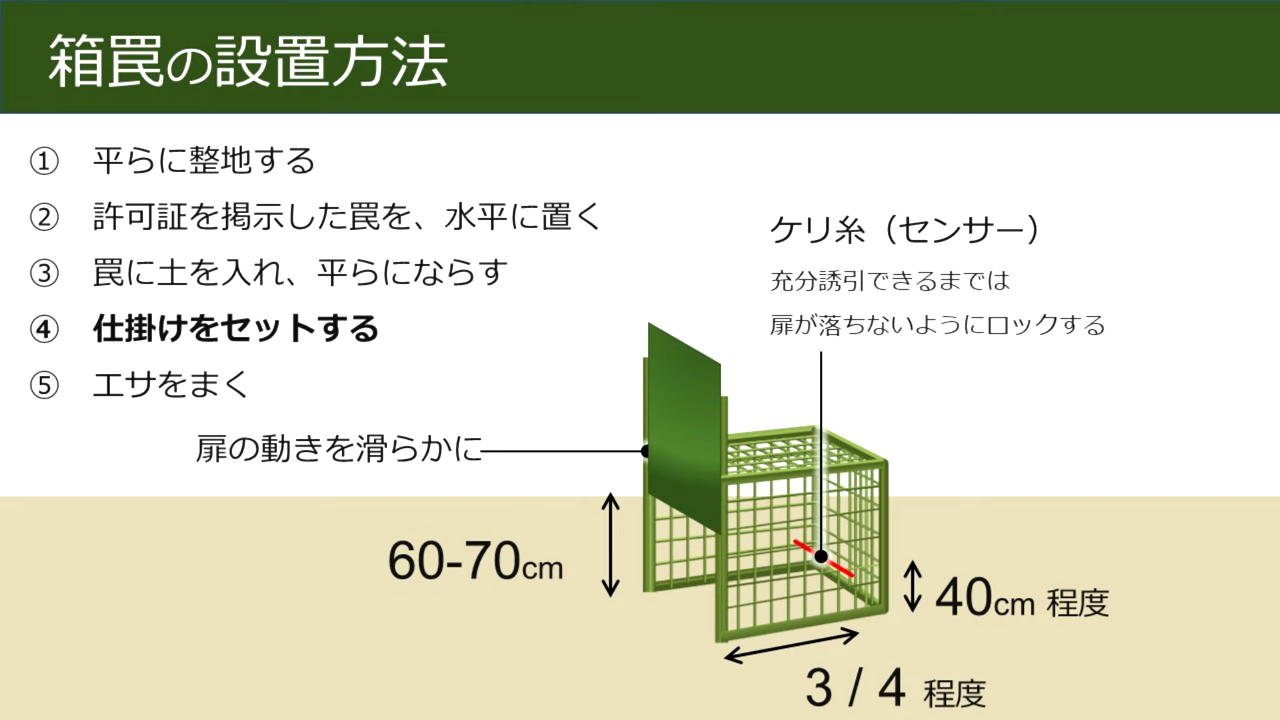 箱罠の設置方法
① 平らに整地する
② 許可証を掲示した罠を、水平に置く
③ 罠に土を入れ、平らにならす
④ 仕掛けをセットする
⑤ エサをまく
ケリ糸（センサー）
充分誘引できるまでは
扉が落ちないようにロックする
扉の動きを滑らかに
60-70cm
40cm 程度
3 / 4 程度